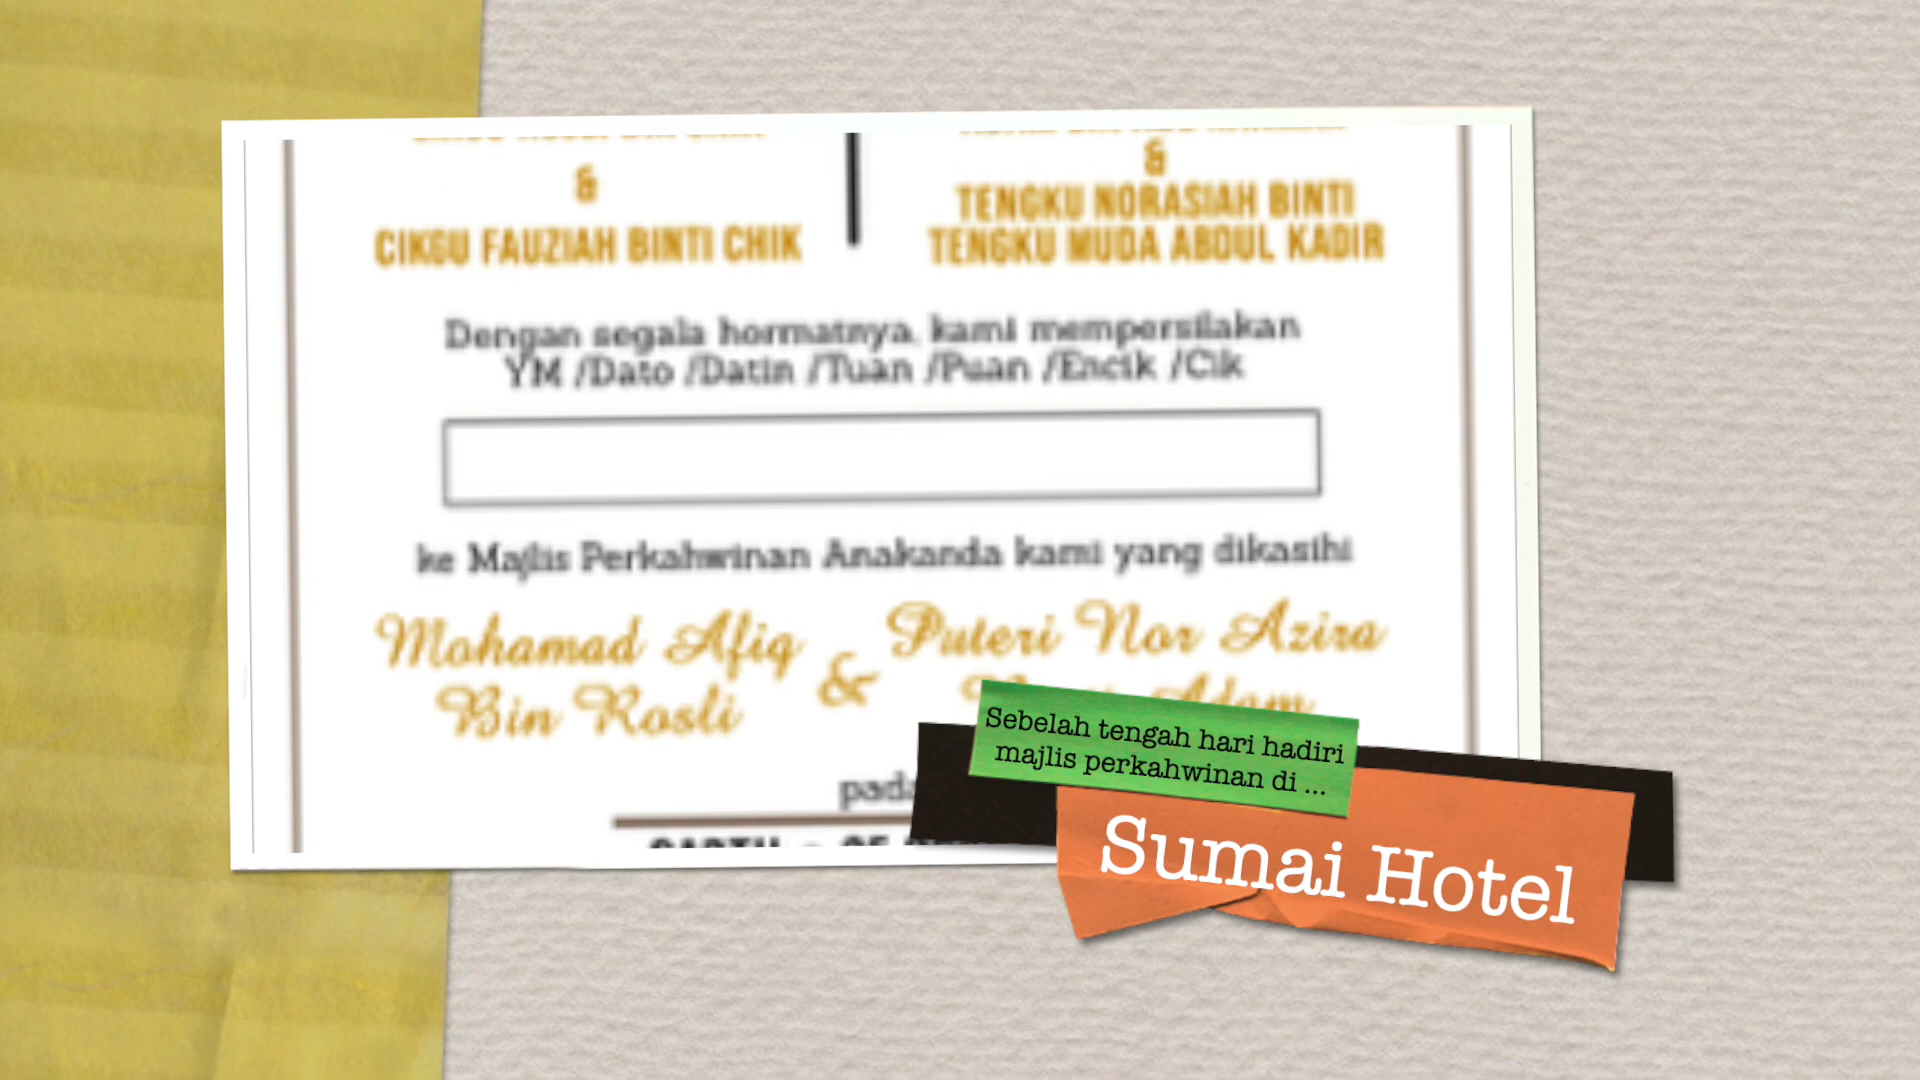 &
CIKGU FAUZIAH BINTI CHIK
&
TENGKU NORASIAH BINTI
TENGKU MUDA ABDUL KADIR
Dengan segala hormatnya, kami mempersilakan
YM /Dato /Datin /Tuan /Puan /Encik /Cik
ke Majlis Perkahwinan Anakanda kami yang dikasihi
Mohamad Afiq
Bin Rosli
&
Puteri Nor Azira
Sebelah tengah hari hadiri
majlis perkahwinan di ...
Sumai Hotel